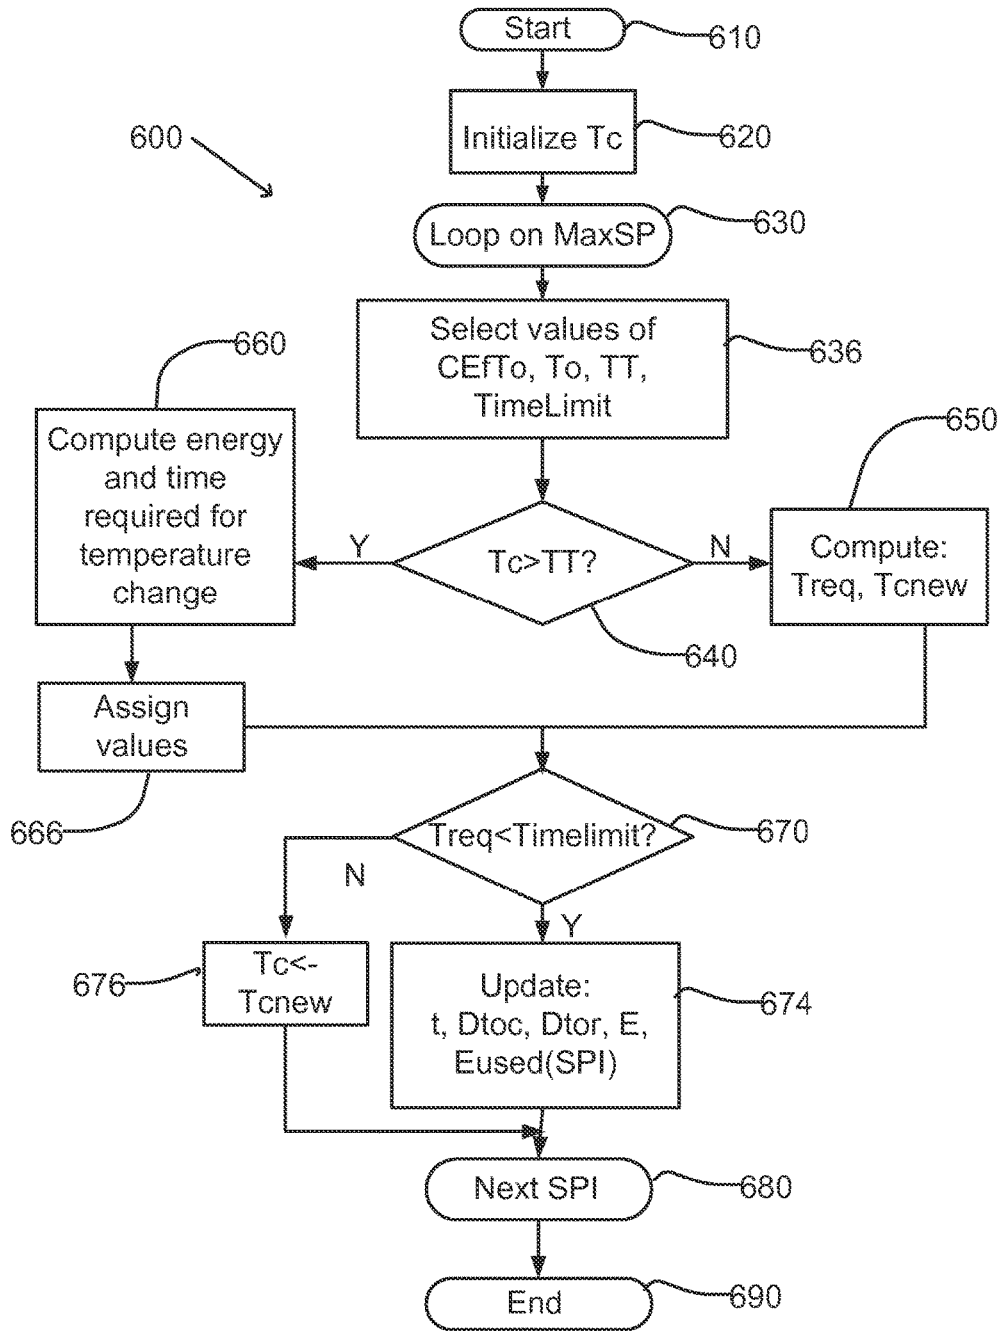 Start
610
600
Initialize Tc
620
Loop on MaxSP
630
Select values of
CEfTo, To, TT,
TimeLimit
636
660
Compute energy
and time
required for
temperature
change
Y
Tc>TT?
N
640
650
Compute:
Treq, Tcnew
Assign
values
666
Treq<Timelimit?
670
N
Y
Tc<-
Tcnew
676
Update:
t, Dtoc, Dtor, E,
Eused(SPI)
674
Next SPI
680
End
690